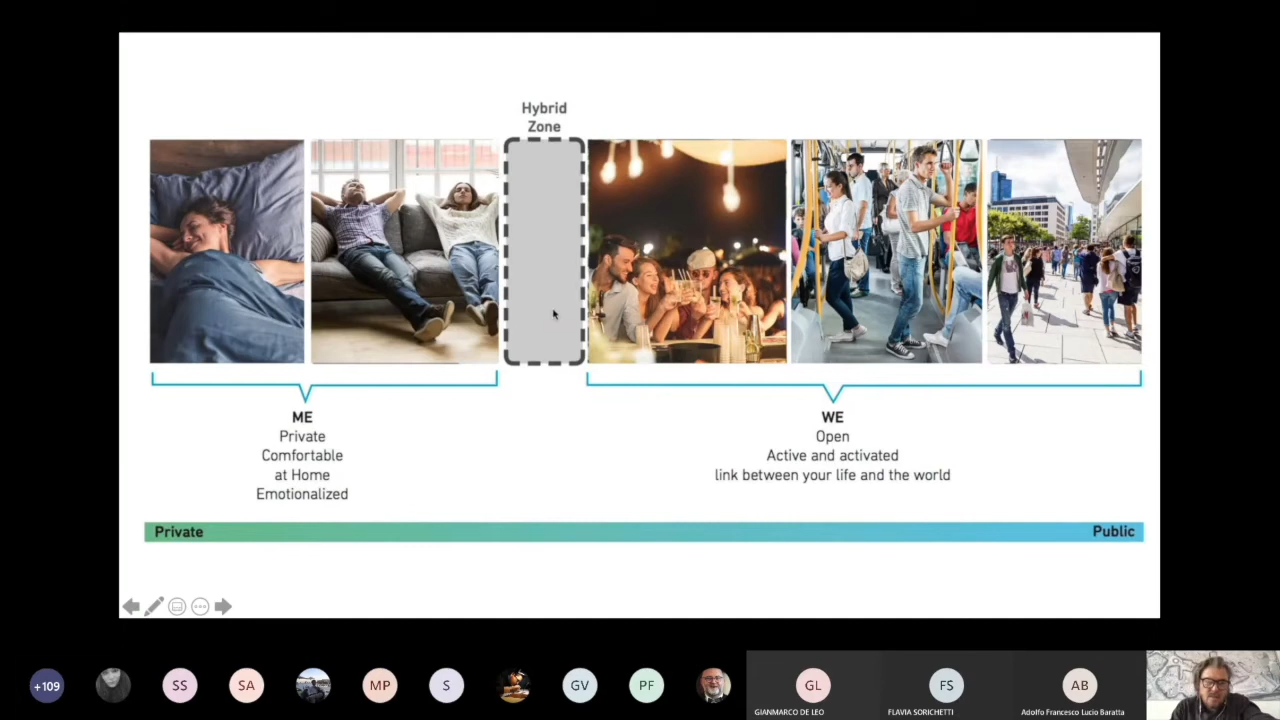 Hybrid
Zone
ME
Private
Comfortable
at Home
Emotionalized
WE
Open
Active and activated
link between your life and the world
Private
Public
+109
SS
SA
MP
S
GV
PF
GL
FS
AB
GIANMARCO DE LEO
FLAVIA SORICHETTI
Adolfo Francesco Lucio Baratta